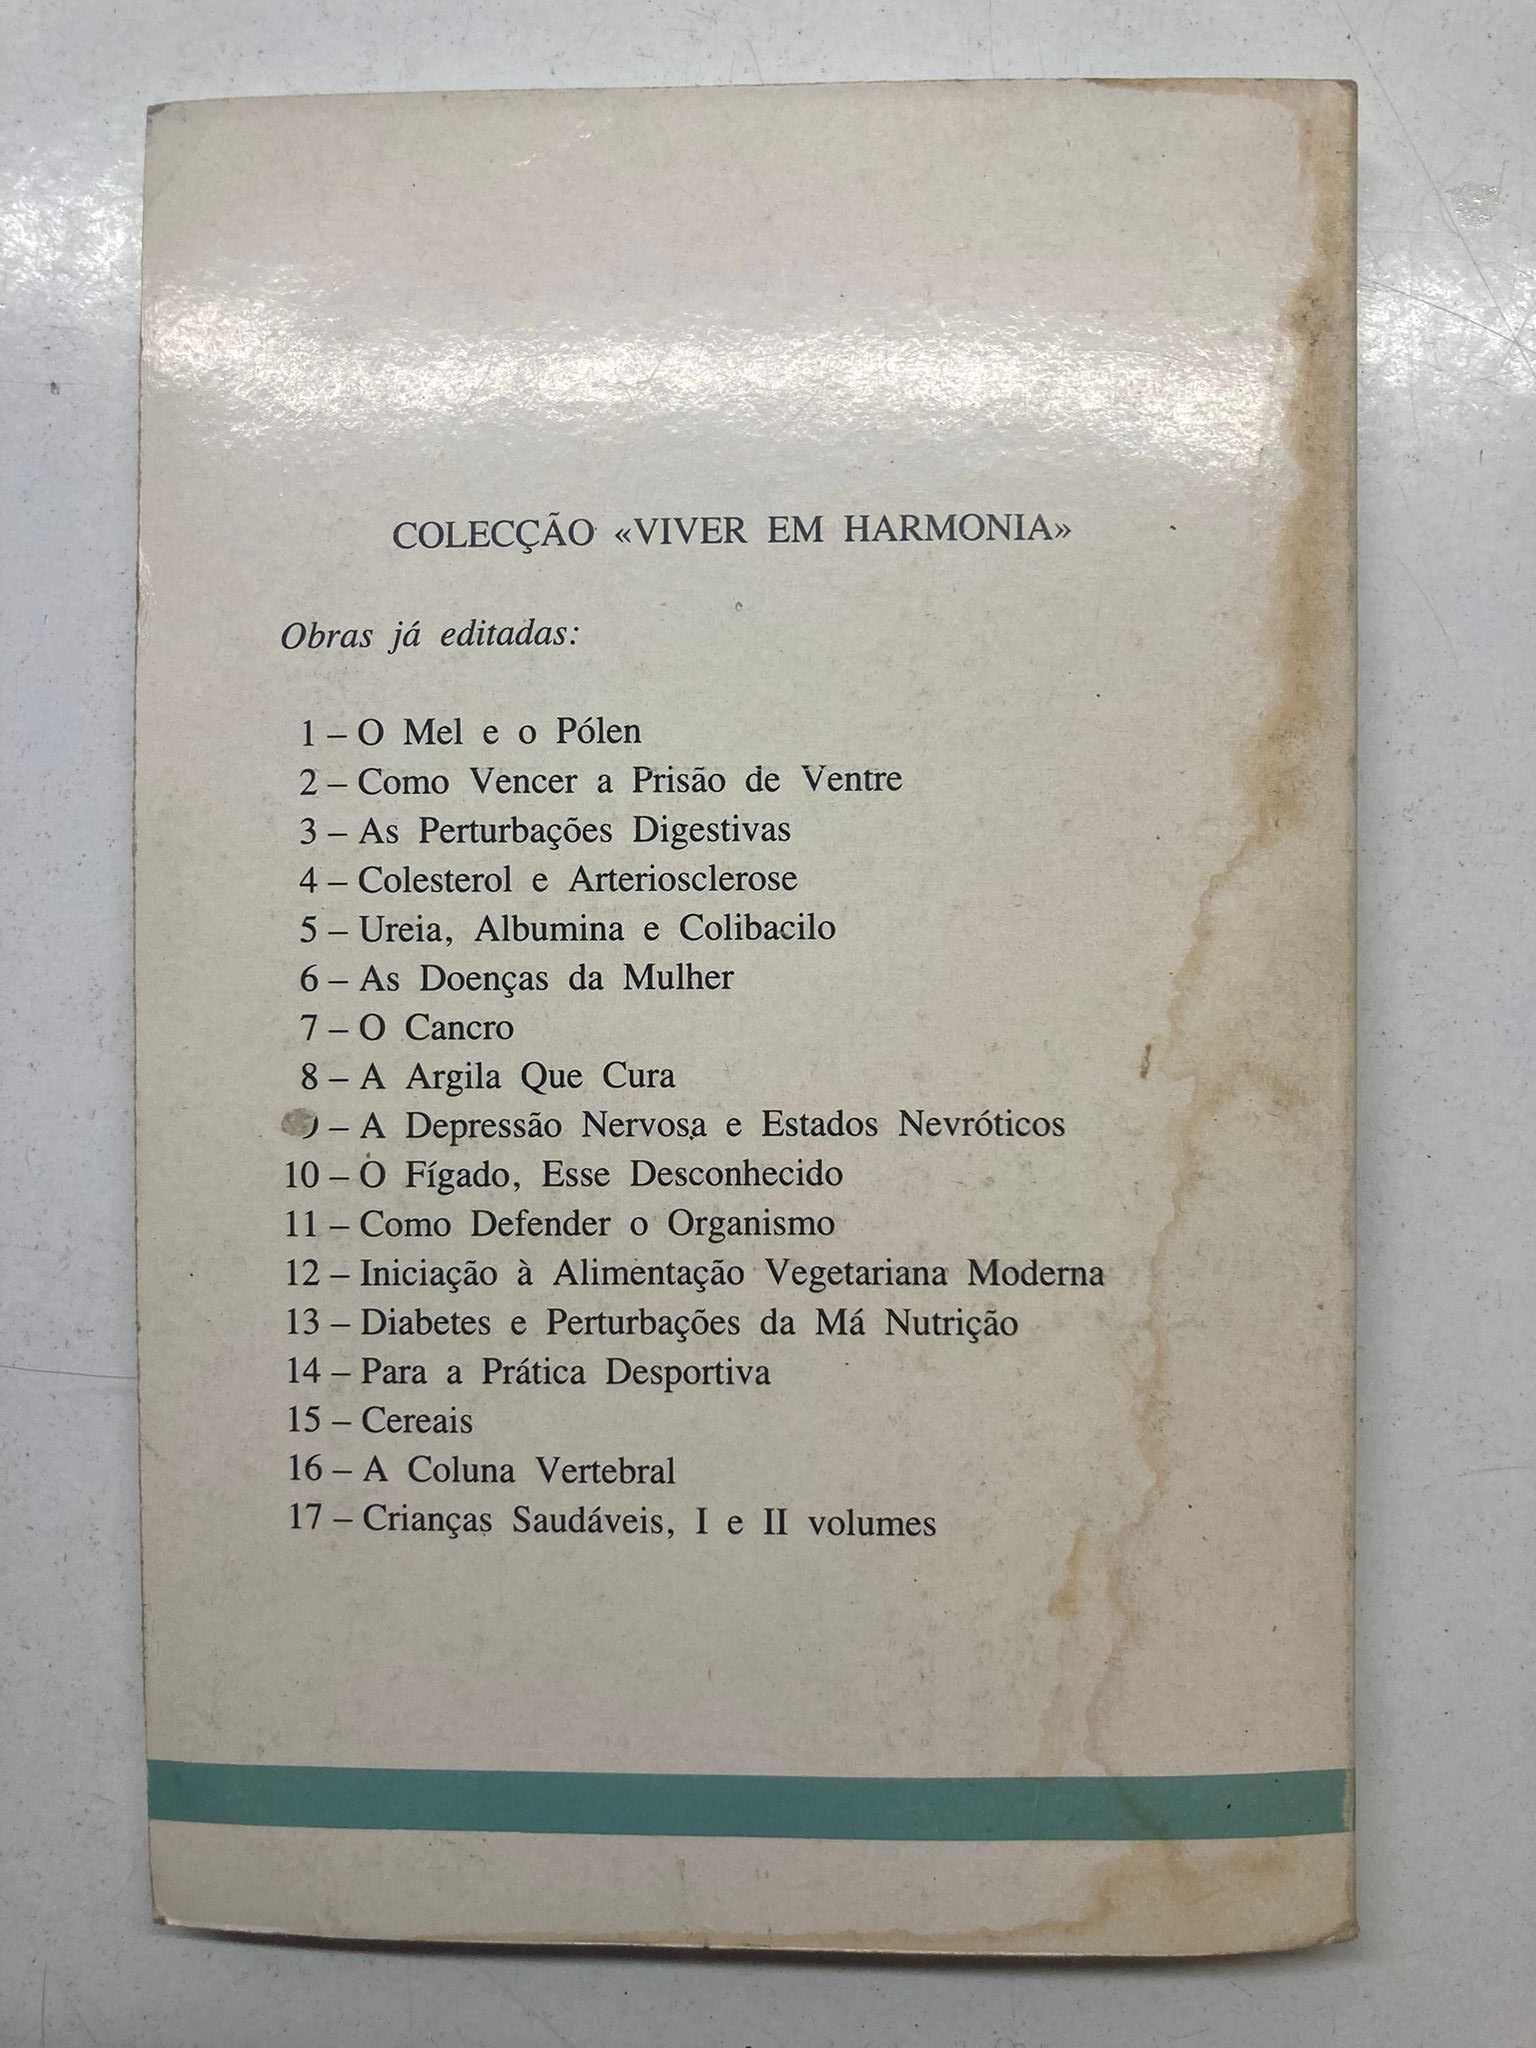 COLECÇÃO «VIVER EM HARMONIA»
Obras já editadas:
1 – O Mel e o Pólen
2 – Como Vencer a Prisão de Ventre
3 – As Perturbações Digestivas
4 – Colesterol e Arteriosclerose
5 – Ureia, Albumina e Colibacilo
6 – As Doenças da Mulher
7 – O Cancro
8 – A Argila Que Cura
9 – A Depressão Nervosa e Estados Nevróticos
10 – O Fígado, Esse Desconhecido
11 – Como Defender o Organismo
12 – Iniciação à Alimentação Vegetariana Moderna
13 – Diabetes e Perturbações da Má Nutrição
14 – Para a Prática Desportiva
15 – Cereais
16 – A Coluna Vertebral
17 – Crianças Saudáveis, I e II volumes